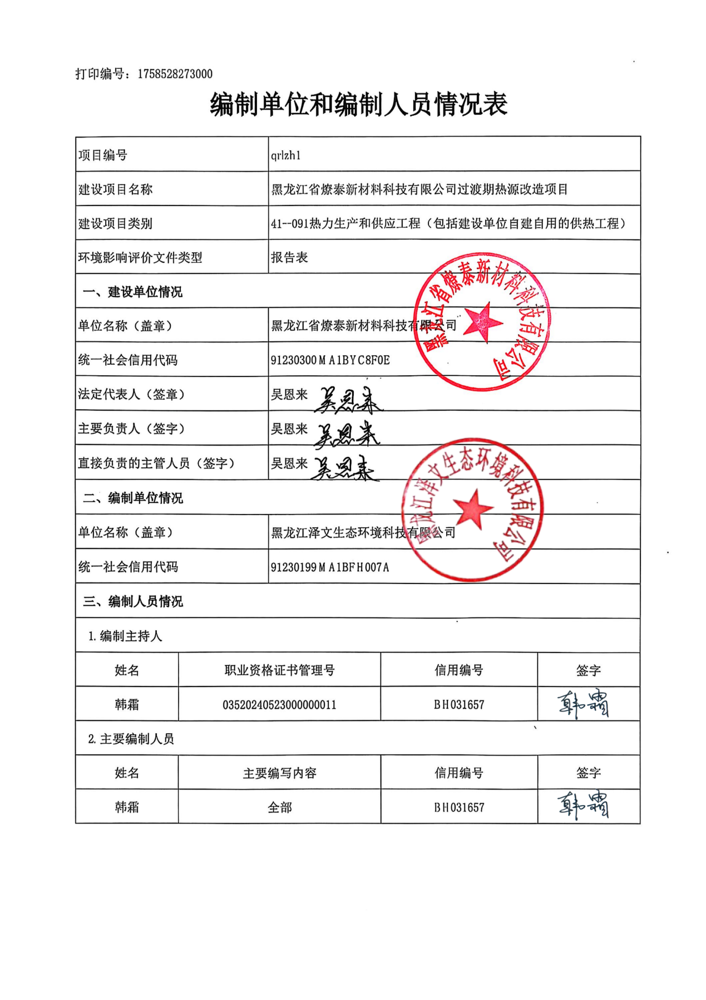 打印编号：1758528273000
编制单位和编制人员情况表
项目编号 qrlzh1
建设项目名称 黑龙江省燎泰新材料科技有限公司过渡期热源改造项目
建设项目类别 41--091热力生产和供应工程（包括建设单位自建自用的供热工程）
环境影响评价文件类型 报告表
一、建设单位情况
单位名称（盖章） 黑龙江省燎泰新材料科技有限公司
黑龙江省燎泰新材料科技有限公司
统一社会信用代码 91230300MA1BYC8F0E
法定代表人（签章） 吴恩来 吴恩来
主要负责人（签字） 吴恩来 吴恩来
直接负责的主管人员（签字） 吴恩来 吴恩来
二、编制单位情况
单位名称（盖章） 黑龙江泽文生态环境科技有限公司
黑龙江泽文生态环境科技有限公司
统一社会信用代码 91230199MA1BFH007A
三、编制人员情况
1.编制主持人
姓名 职业资格证书管理号 信用编号 签字
韩霜 03520240523000000011 BH031657 韩霜
2.主要编制人员
姓名 主要编写内容 信用编号 签字
韩霜 全部 BH031657 韩霜